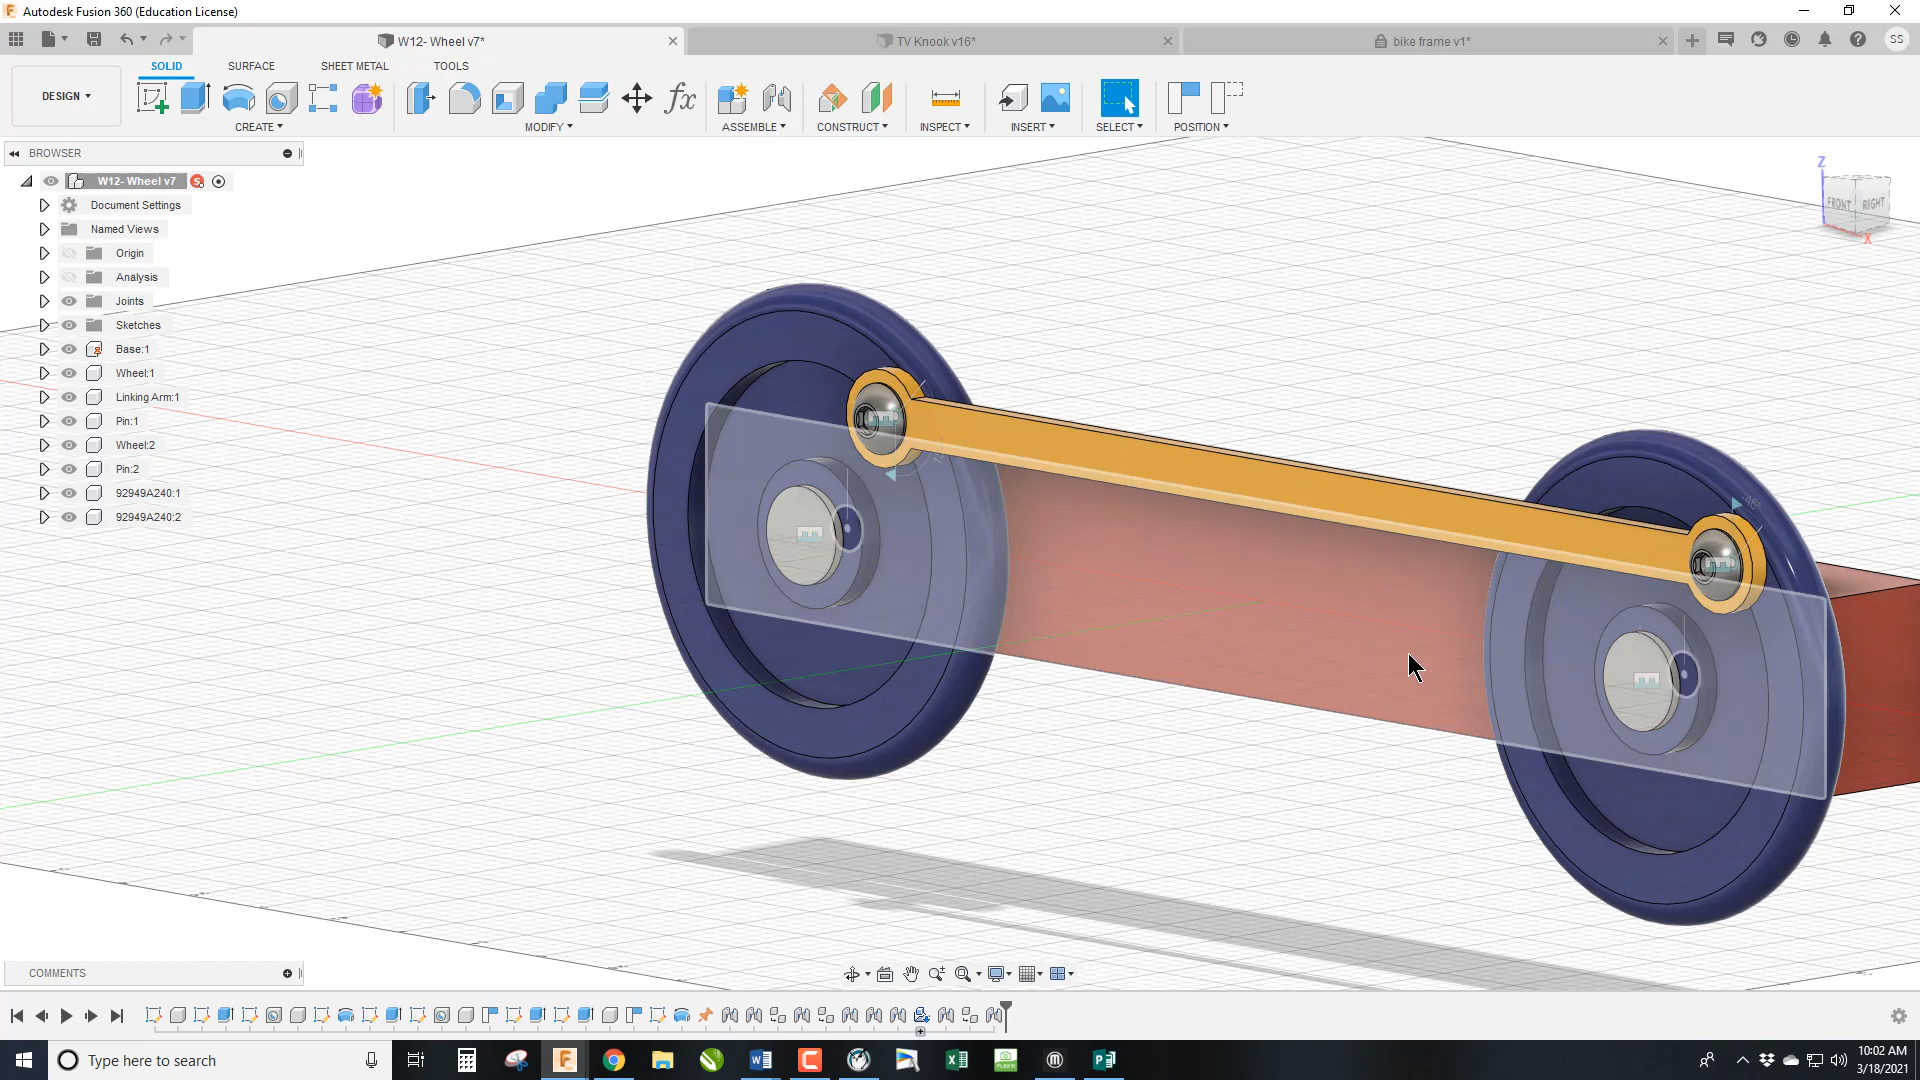 Autodesk Fusion 360 (Education License)
W12- Wheel v7*
TV Knook v16*
bike frame v1*
SS
SOLID
SURFACE
SHEET METAL
TOOLS
DESIGN
CREATE
MODIFY
ASSEMBLE
CONSTRUCT
INSPECT
INSERT
SELECT
POSITION
BROWSER
W12- Wheel v7
Document Settings
Named Views
Origin
Analysis
Joints
Sketches
Base:1
Wheel:1
Linking Arm:1
Pin:1
Wheel:2
Pin:2
92949A240:1
92949A240:2
Z
FRONT
RIGHT
X
COMMENTS
Type here to search
10:02 AM
3/18/2021